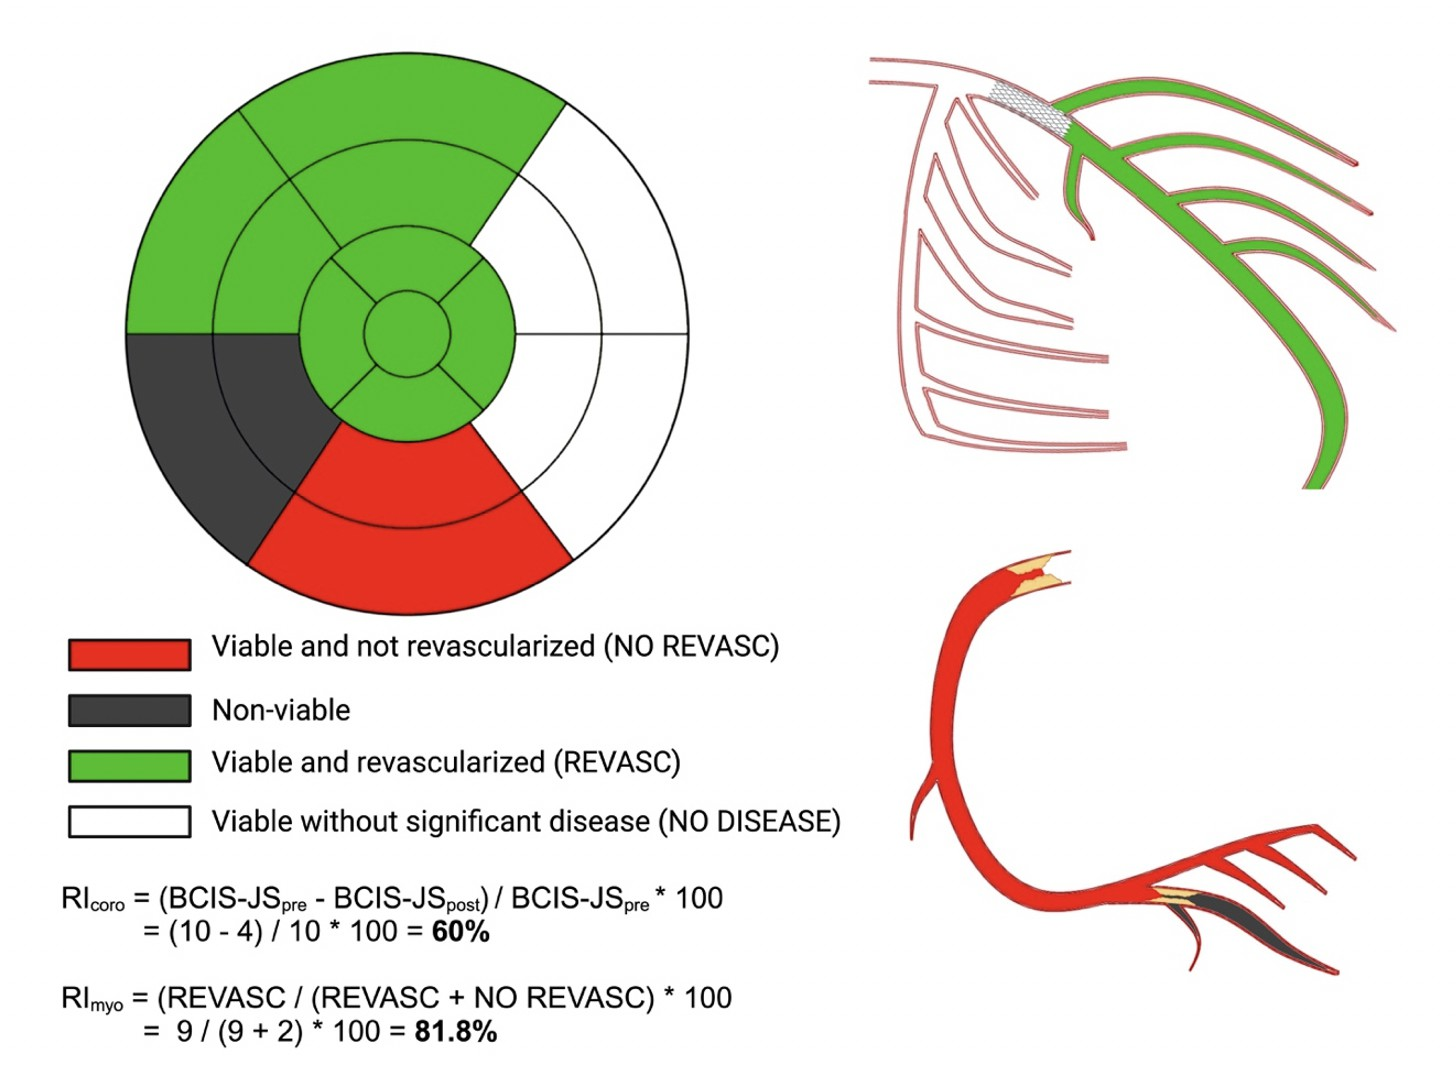 Viable and not revascularized (NO REVASC)
Non-viable
Viable and revascularized (REVASC)
Viable without significant disease (NO DISEASE)
RIcoro = (BCIS-JSpre - BCIS-JSpost) / BCIS-JSpre * 100
= (10 - 4) / 10 * 100 = 60%
RImyo = (REVASC / (REVASC + NO REVASC) * 100
= 9 / (9 + 2) * 100 = 81.8%